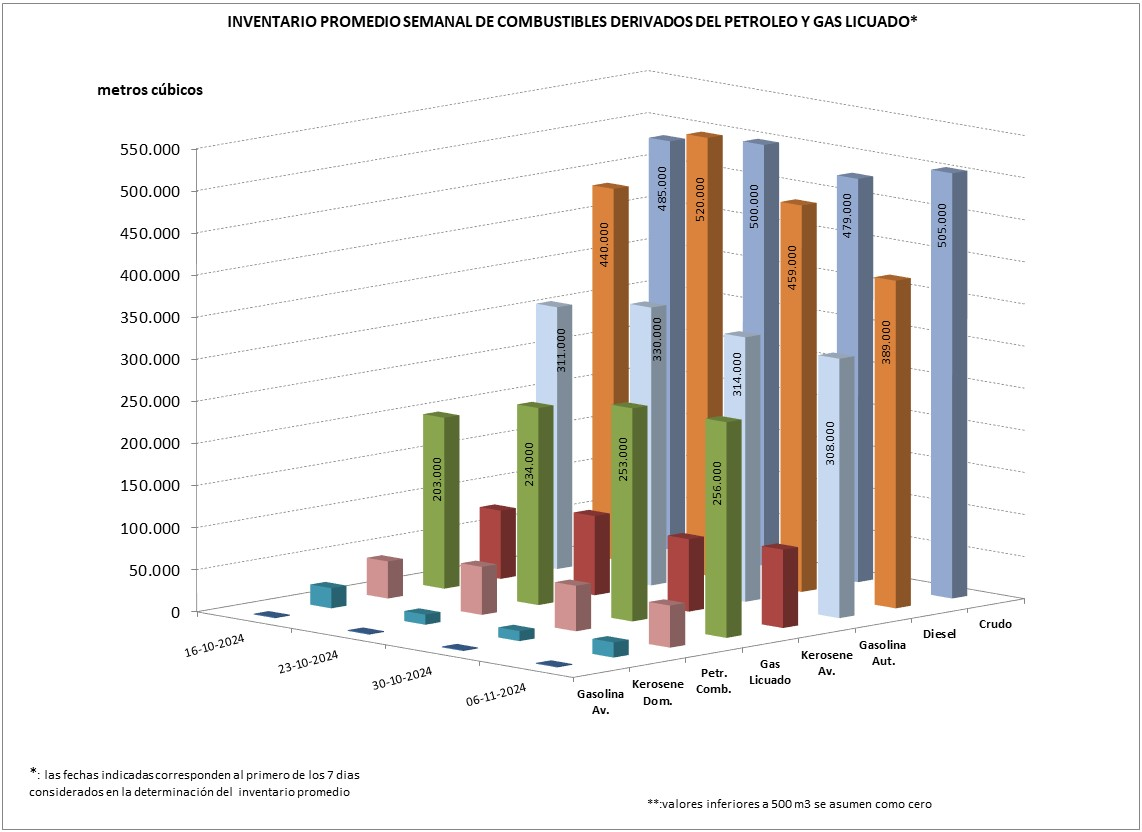 INVENTARIO PROMEDIO SEMANAL DE COMBUSTIBLES DERIVADOS DEL PETROLEO Y GAS LICUADO*
metros cúbicos
550.000
500.000
450.000
400.000
350.000
300.000
250.000
200.000
150.000
100.000
50.000
0
485.000
520.000
500.000
479.000
505.000
440.000
459.000
389.000
311.000
330.000
314.000
308.000
203.000
234.000
253.000
256.000
16-10-2024
23-10-2024
30-10-2024
06-11-2024
Gasolina
Av.
Kerosene
Dom.
Petr.
Comb.
Gas
Licuado
Kerosene
Av.
Gasolina
Aut.
Diesel
Crudo
*: las fechas indicadas corresponden al primero de los 7 dias
considerados en la determinación del inventario promedio
**:valores inferiores a 500 m3 se asumen como cero